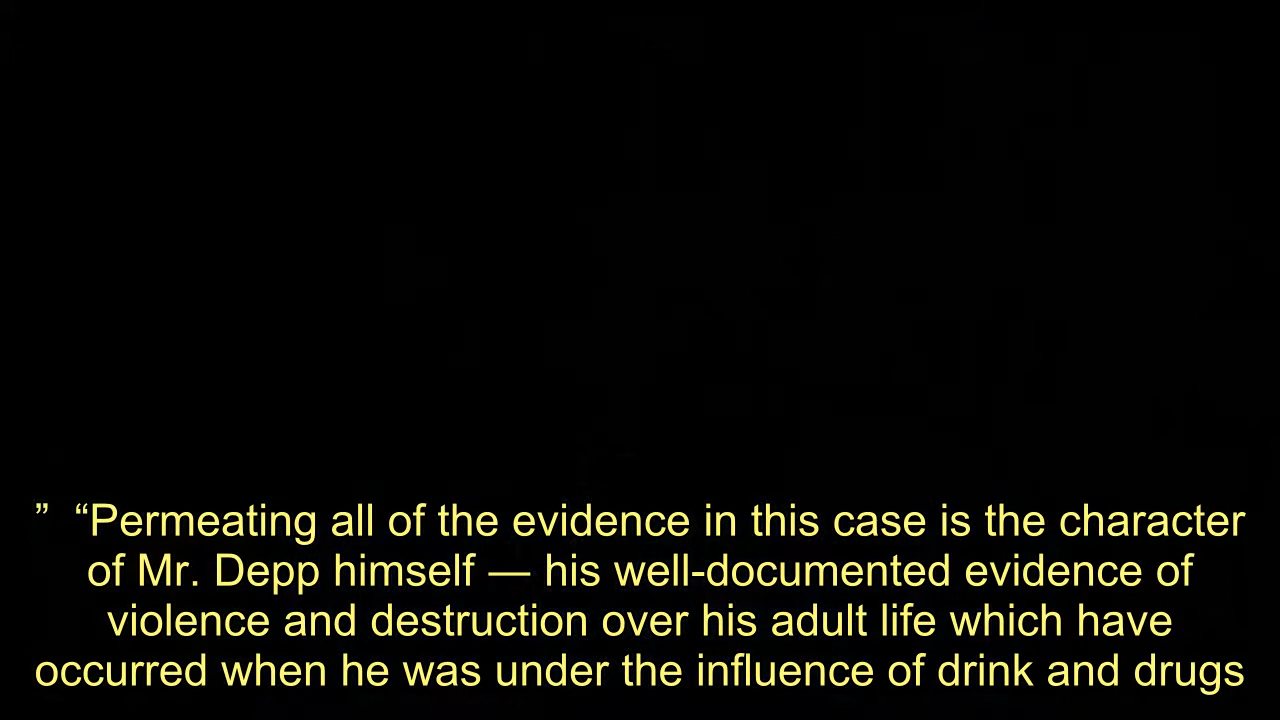 ” “Permeating all of the evidence in this case is the character
of Mr. Depp himself — his well-documented evidence of
violence and destruction over his adult life which have
occurred when he was under the influence of drink and drugs